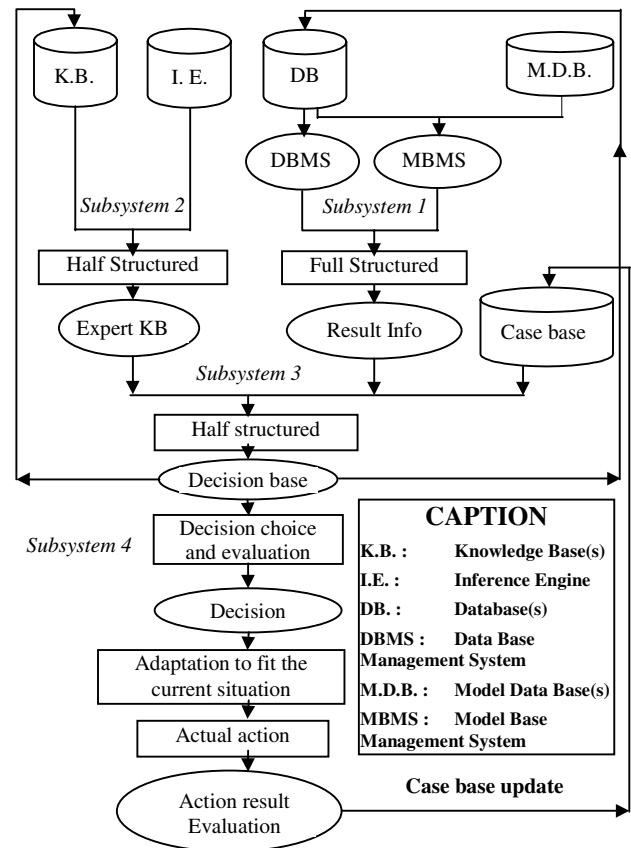 K.B.
I. E.
DB
M.D.B.
DBMS
MBMS
Subsystem 2
Subsystem 1
Half Structured
Full Structured
Expert KB
Result Info
Case base
Subsystem 3
Half structured
Decision base
Subsystem 4
Decision choice
and evaluation
Decision
Adaptation to fit the
current situation
Actual action
Action result
Evaluation
CAPTION
K.B. : Knowledge Base(s)
I.E. : Inference Engine
DB. : Database(s)
DBMS : Data Base
Management System
M.D.B. : Model Data Base(s)
MBMS : Model Base
Management System
Case base update